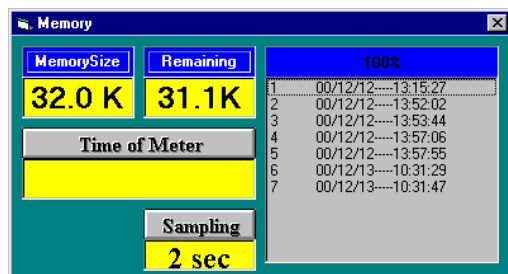 Memory
MemorySize
Remaining
32.0 K
31.1K
Time of Meter
Sampling
2 sec
100%
1 00/12/12-----13:15:27
2 00/12/12-----13:52:02
3 00/12/12-----13:53:44
4 00/12/12-----13:57:06
5 00/12/12-----13:57:55
6 00/12/13-----10:31:29
7 00/12/13-----10:31:47